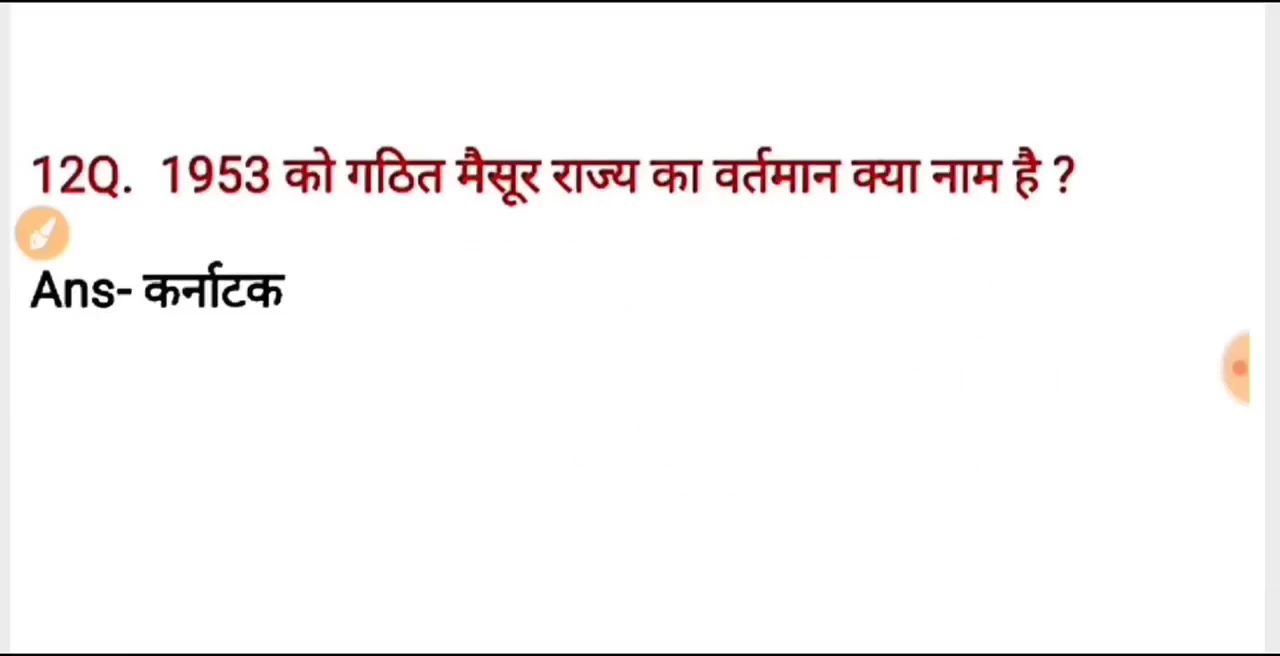 12Q. 1953 को गठित मैसूर राज्य का वर्तमान क्या नाम है ?
Ans- कर्नाटक